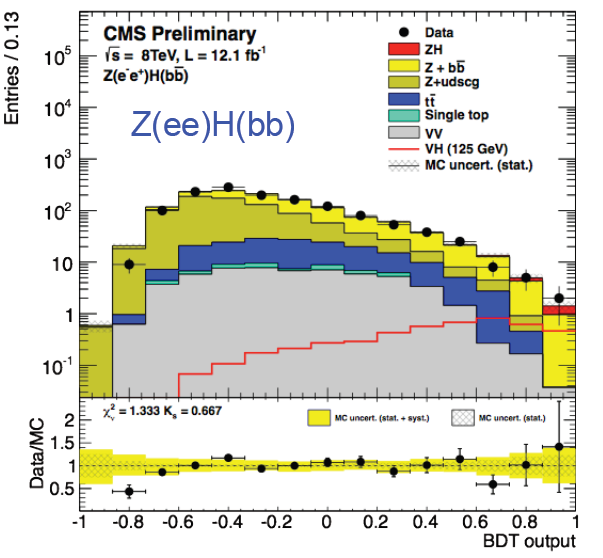 Entries / 0.13
CMS Preliminary
√s = 8TeV, L = 12.1 fb⁻¹
Z(e⁻e⁺)H(bb̄)
Z(ee)H(bb)
Data
ZH
Z + bb̄
Z+udscg
tt̄
Single top
VV
VH (125 GeV)
MC uncert. (stat.)
10⁵
10⁴
10³
10²
10
1
10⁻¹
χ²ᵥ = 1.333 Kₛ = 0.667
MC uncert. (stat. + syst.)
MC uncert. (stat.)
Data/MC
2
1.5
1
0.5
-1 -0.8 -0.6 -0.4 -0.2 0 0.2 0.4 0.6 0.8 1
BDT output